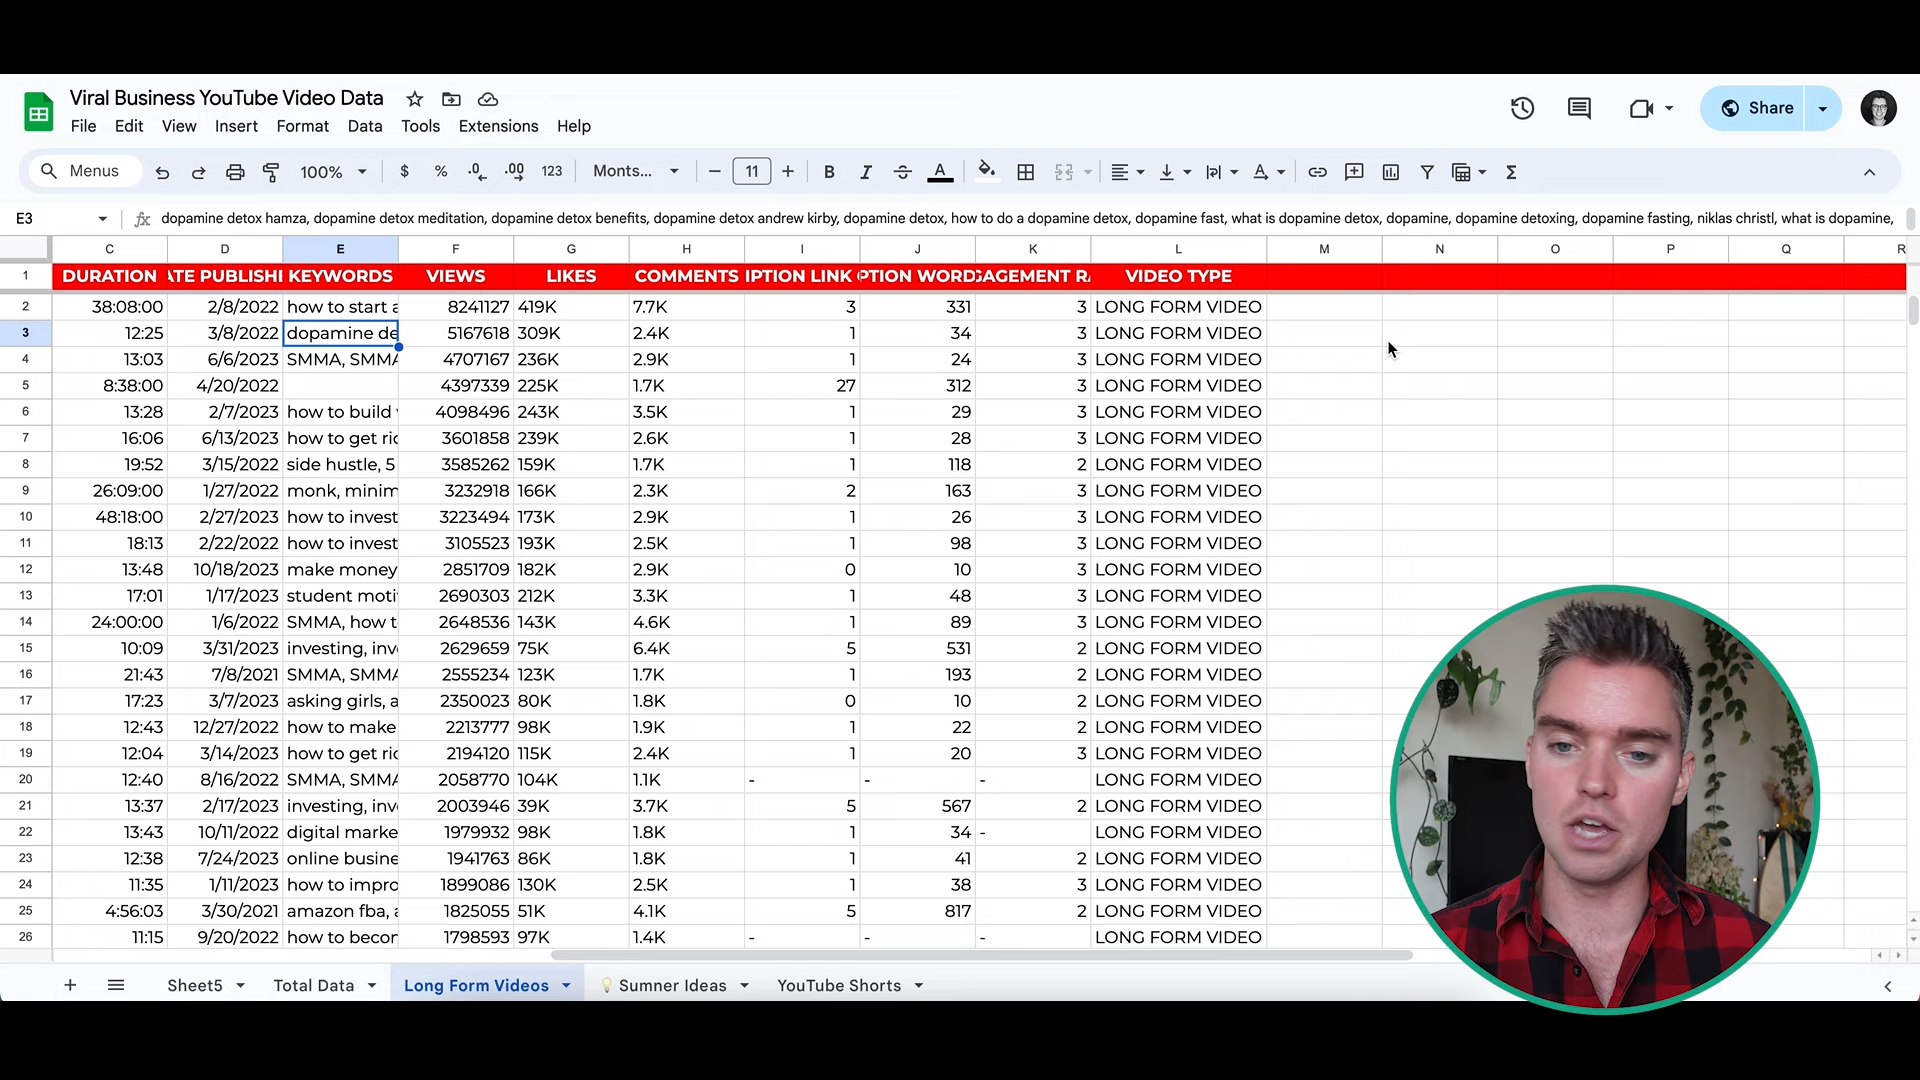 Viral Business YouTube Video Data
File Edit View Insert Format Data Tools Extensions Help
Share
Menus 100% $ % .0 .00 123 Monts... 11 B I A
E3 fx dopamine detox hamza, dopamine detox meditation, dopamine detox benefits, dopamine detox andrew kirby, dopamine detox, how to do a dopamine detox, dopamine fast, what is dopamine detox, dopamine, dopamine detoxing, dopamine fasting, niklas christl, what is dopamine,
C D E F G H I J K L M N O P Q R
1 DURATION ATE PUBLISHI KEYWORDS VIEWS LIKES COMMENTS IPTION LINK PTION WORD GAGEMENT RA VIDEO TYPE
2 38:08:00 2/8/2022 how to start a 8241127 419K 7.7K 3 331 3 LONG FORM VIDEO
3 12:25 3/8/2022 dopamine de 5167618 309K 2.4K 1 34 3 LONG FORM VIDEO
4 13:03 6/6/2023 SMMA, SMMA 4707167 236K 2.9K 1 24 3 LONG FORM VIDEO
5 8:38:00 4/20/2022 4397339 225K 1.7K 27 312 3 LONG FORM VIDEO
6 13:28 2/7/2023 how to build 4098496 243K 3.5K 1 29 3 LONG FORM VIDEO
7 16:06 6/13/2023 how to get ric 3601858 239K 2.6K 1 28 3 LONG FORM VIDEO
8 19:52 3/15/2022 side hustle, 5 3585262 159K 1.7K 1 118 2 LONG FORM VIDEO
9 26:09:00 1/27/2022 monk, minim 3232918 166K 2.3K 2 163 3 LONG FORM VIDEO
10 48:18:00 2/27/2023 how to invest 3223494 173K 2.9K 1 26 3 LONG FORM VIDEO
11 18:13 2/22/2022 how to invest 3105523 193K 2.5K 1 98 3 LONG FORM VIDEO
12 13:48 10/18/2023 make money 2851709 182K 2.9K 0 10 3 LONG FORM VIDEO
13 17:01 1/17/2023 student moti 2690303 212K 3.3K 1 48 3 LONG FORM VIDEO
14 24:00:00 1/6/2022 SMMA, how t 2648536 143K 4.6K 1 89 3 LONG FORM VIDEO
15 10:09 3/31/2023 investing, inv 2629659 75K 6.4K 5 531 2 LONG FORM VIDEO
16 21:43 7/8/2021 SMMA, SMMA 2555234 123K 1.7K 1 193 2 LONG FORM VIDEO
17 17:23 3/7/2023 asking girls, a 2350023 80K 1.8K 0 10 2 LONG FORM VIDEO
18 12:43 12/27/2022 how to make 2213777 98K 1.9K 1 22 2 LONG FORM VIDEO
19 12:04 3/14/2023 how to get ric 2194120 115K 2.4K 1 20 3 LONG FORM VIDEO
20 12:40 8/16/2022 SMMA, SMMA 2058770 104K 1.1K - - - LONG FORM VIDEO
21 13:37 2/17/2023 investing, inv 2003946 39K 3.7K 5 567 2 LONG FORM VIDEO
22 13:43 10/11/2022 digital marke 1979932 98K 1.8K 1 34 - LONG FORM VIDEO
23 12:38 7/24/2023 online busine 1941763 86K 1.8K 1 41 2 LONG FORM VIDEO
24 11:35 1/11/2023 how to impro 1899086 130K 2.5K 1 38 3 LONG FORM VIDEO
25 4:56:03 3/30/2021 amazon fba, a 1825055 51K 4.1K 5 817 2 LONG FORM VIDEO
26 11:15 9/20/2022 how to becon 1798593 97K 1.4K - - - LONG FORM VIDEO
Sheet5 Total Data Long Form Videos Sumner Ideas YouTube Shorts